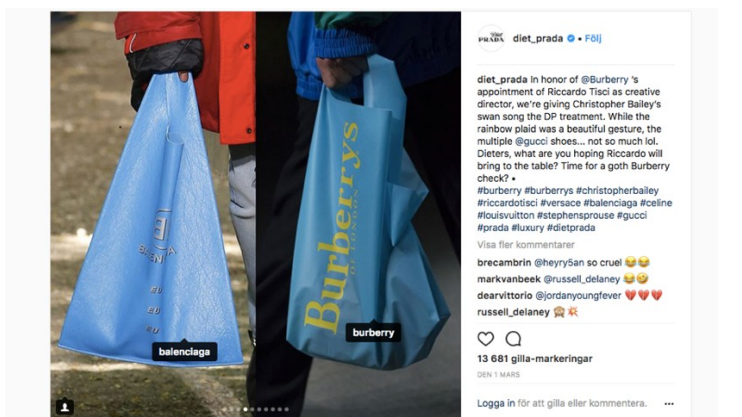 BALENCIAGA
EU
EU
EU
balenciaga
Burberrys
OF LONDON
burberry
PRADA
diet_prada • Följ
diet_prada In honor of @Burberry 's
appointment of Riccardo Tisci as creative
director, we're giving Christopher Bailey's
swan song the DP treatment. While the
rainbow plaid was a beautiful gesture, the
multiple @gucci shoes... not so much lol.
Dieters, what are you hoping Riccardo will
bring to the table? Time for a goth Burberry
check? •
#burberry #burberrys #christopherbailey
#riccardotisci #versace #balenciaga #celine
#louisvuitton #stephensprouse #gucci
#prada #luxury #dietprada
Visa fler kommentarer
brecambrin @heyry5an so cruel 😂😂
markvanbeek @russell_delaney 😂🤣
dearvittorio @jordanyoungfever 💔💔💔
russell_delaney 🙈💥
13 681 gilla-markeringar
DEN 1 MARS
Logga in för att gilla eller kommentera.